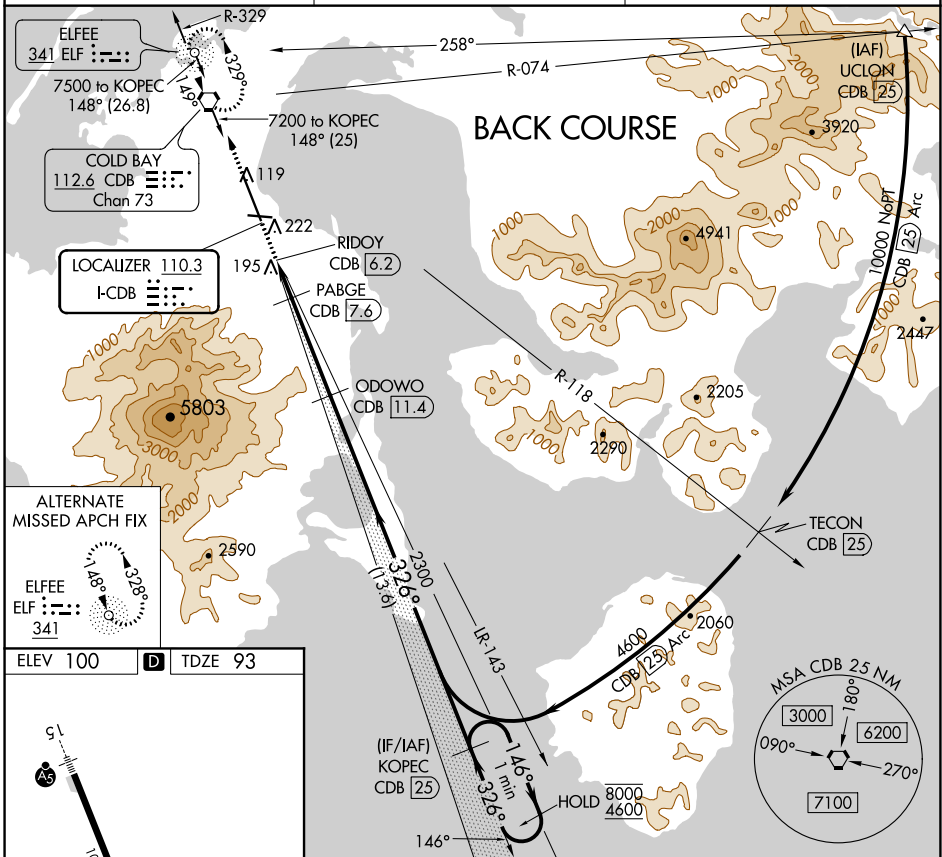 R-329
ELFEE
341 ELF
7500 to KOPEC
148° (26.8)
149°
329°
258°
R-074
(IAF)
UCLON
CDB 25
2000
1000
3920
BACK COURSE
7200 to KOPEC
148° (25)
COLD BAY
112.6 CDB
Chan 73
119
222
LOCALIZER 110.3
I-CDB
195
RIDOY
CDB 6.2
PABGE
CDB 7.6
1000
2000
1000
4941
10000 NoPT
CDB 25 Arc
2447
1000
5803
3000
2000
ODOWO
CDB 11.4
R-118
2205
1000
2290
TECON
CDB 25
ALTERNATE
MISSED APCH FIX
ELFEE
ELF
341
148°
328°
2590
326°
2300
(13.6)
LR-143
2060
4600
CDB 25 Arc
(IF/IAF)
KOPEC
CDB 25
146°
1 min
326°
146°
HOLD
8000
4600
MSA CDB 25 NM
180°
3000
6200
090°
270°
7100
ELEV 100
D
TDZE 93
15
A5